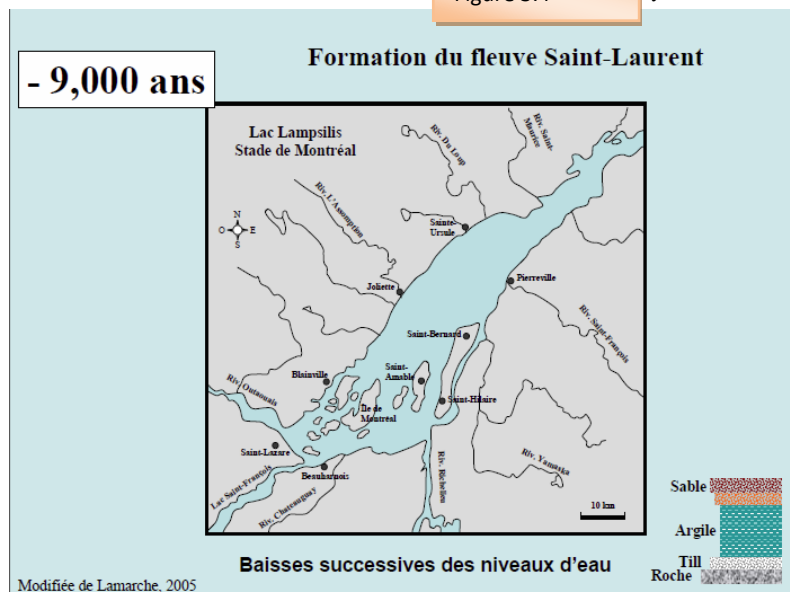 - 9,000 ans
Formation du fleuve Saint-Laurent
Lac Lampsilis
Stade de Montréal
Riv. Du Loup
Riv. Saint-
Maurice
Riv. L'Assomption
N
O
E
S
Sainte-
Ursule
Joliette
Pierreville
Riv. Saint-François
Saint-Bernard
Blainville
Saint-
Amable
Riv. Outaouais
Île de
Montréal
Saint-Hilaire
Saint-Lazare
Beauharnois
Lac Saint-François
Riv. Chateauguay
Riv. Richelieu
Riv. Yamaska
10 km
Sable
Argile
Till
Roche
Baisses successives des niveaux d'eau
Modifiée de Lamarche, 2005